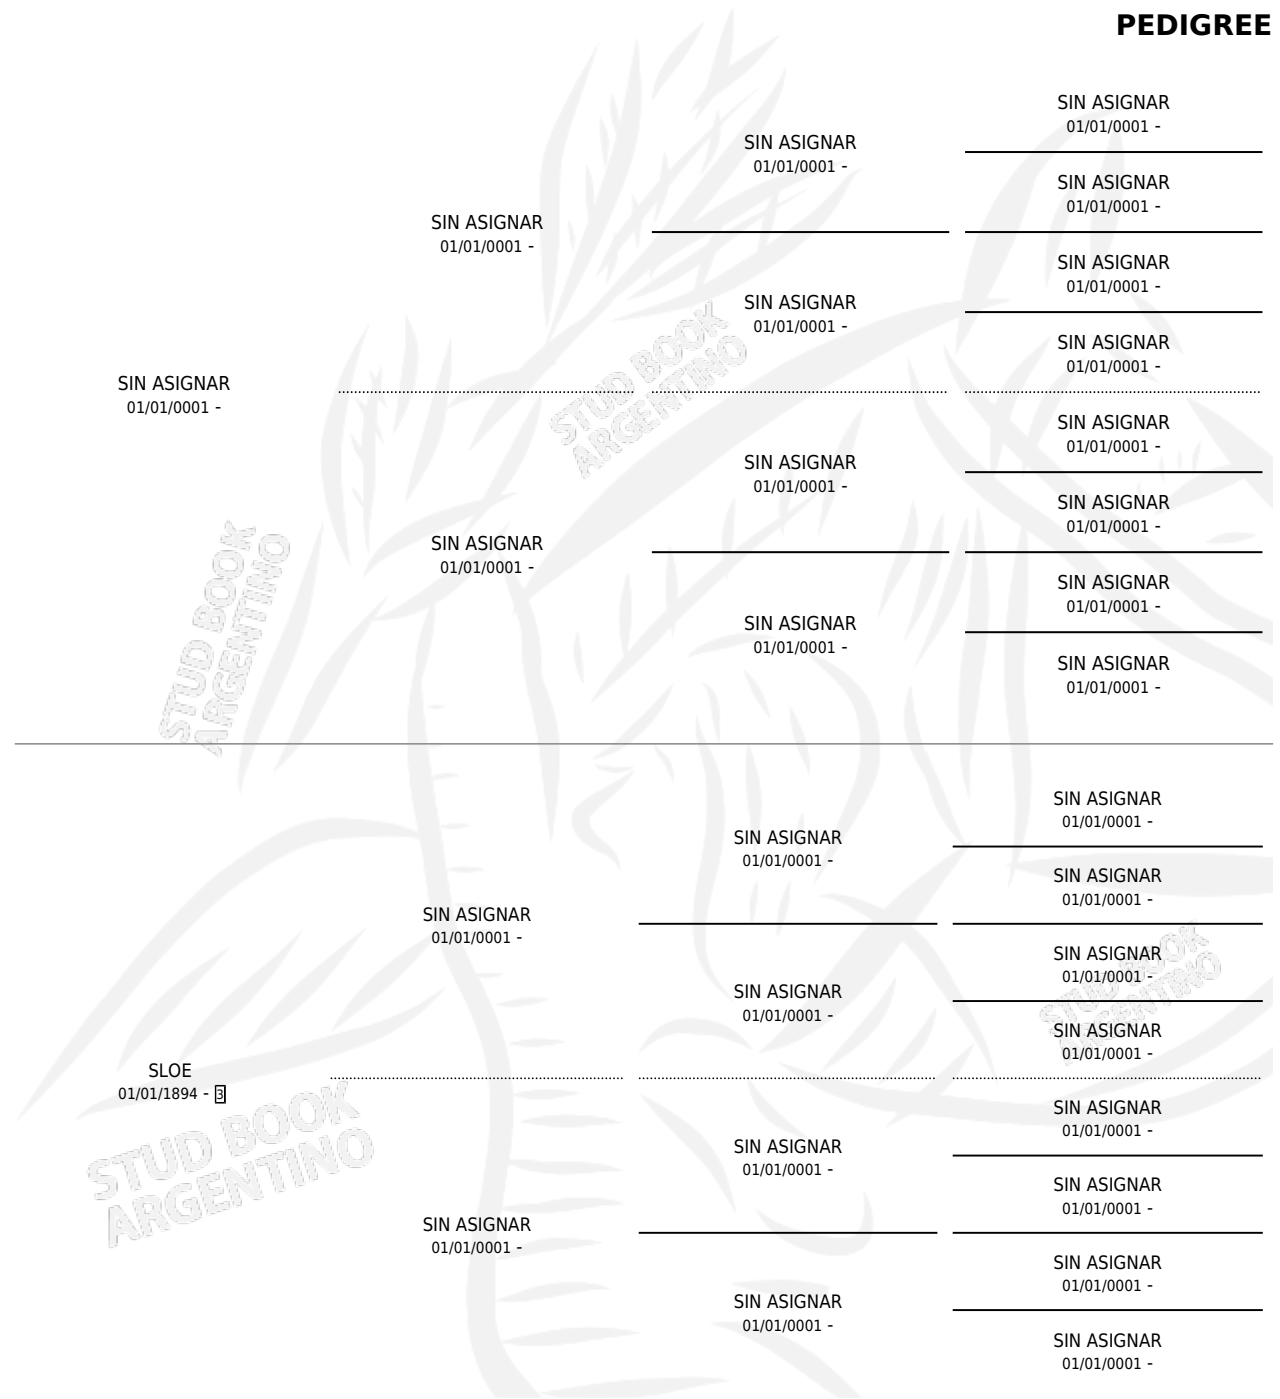 PEDIGREE
SIN ASIGNAR
01/01/0001 -
SIN ASIGNAR
01/01/0001 -
SIN ASIGNAR
01/01/0001 -
SIN ASIGNAR
01/01/0001 -
SIN ASIGNAR
01/01/0001 -
SIN ASIGNAR
01/01/0001 -
SIN ASIGNAR
01/01/0001 -
SIN ASIGNAR
01/01/0001 -
STUD BOOK
ARGENTINO
SIN ASIGNAR
01/01/0001 -
SIN ASIGNAR
01/01/0001 -
SIN ASIGNAR
01/01/0001 -
SIN ASIGNAR
01/01/0001 -
STUD BOOK
ARGENTINO
SIN ASIGNAR
01/01/0001 -
SIN ASIGNAR
01/01/0001 -
SIN ASIGNAR
01/01/0001 -
SIN ASIGNAR
01/01/0001 -
SIN ASIGNAR
01/01/0001 -
SIN ASIGNAR
01/01/0001 -
SIN ASIGNAR
01/01/0001 -
SIN ASIGNAR
01/01/0001 -
SIN ASIGNAR
01/01/0001 -
SIN ASIGNAR
01/01/0001 -
STUD BOOK
ARGENTINO
SIN ASIGNAR
01/01/0001 -
SIN ASIGNAR
01/01/0001 -
SLOE
01/01/1894 - 3
STUD BOOK
ARGENTINO
SIN ASIGNAR
01/01/0001 -
SIN ASIGNAR
01/01/0001 -
SIN ASIGNAR
01/01/0001 -
SIN ASIGNAR
01/01/0001 -
SIN ASIGNAR
01/01/0001 -
SIN ASIGNAR
01/01/0001 -
SIN ASIGNAR
01/01/0001 -